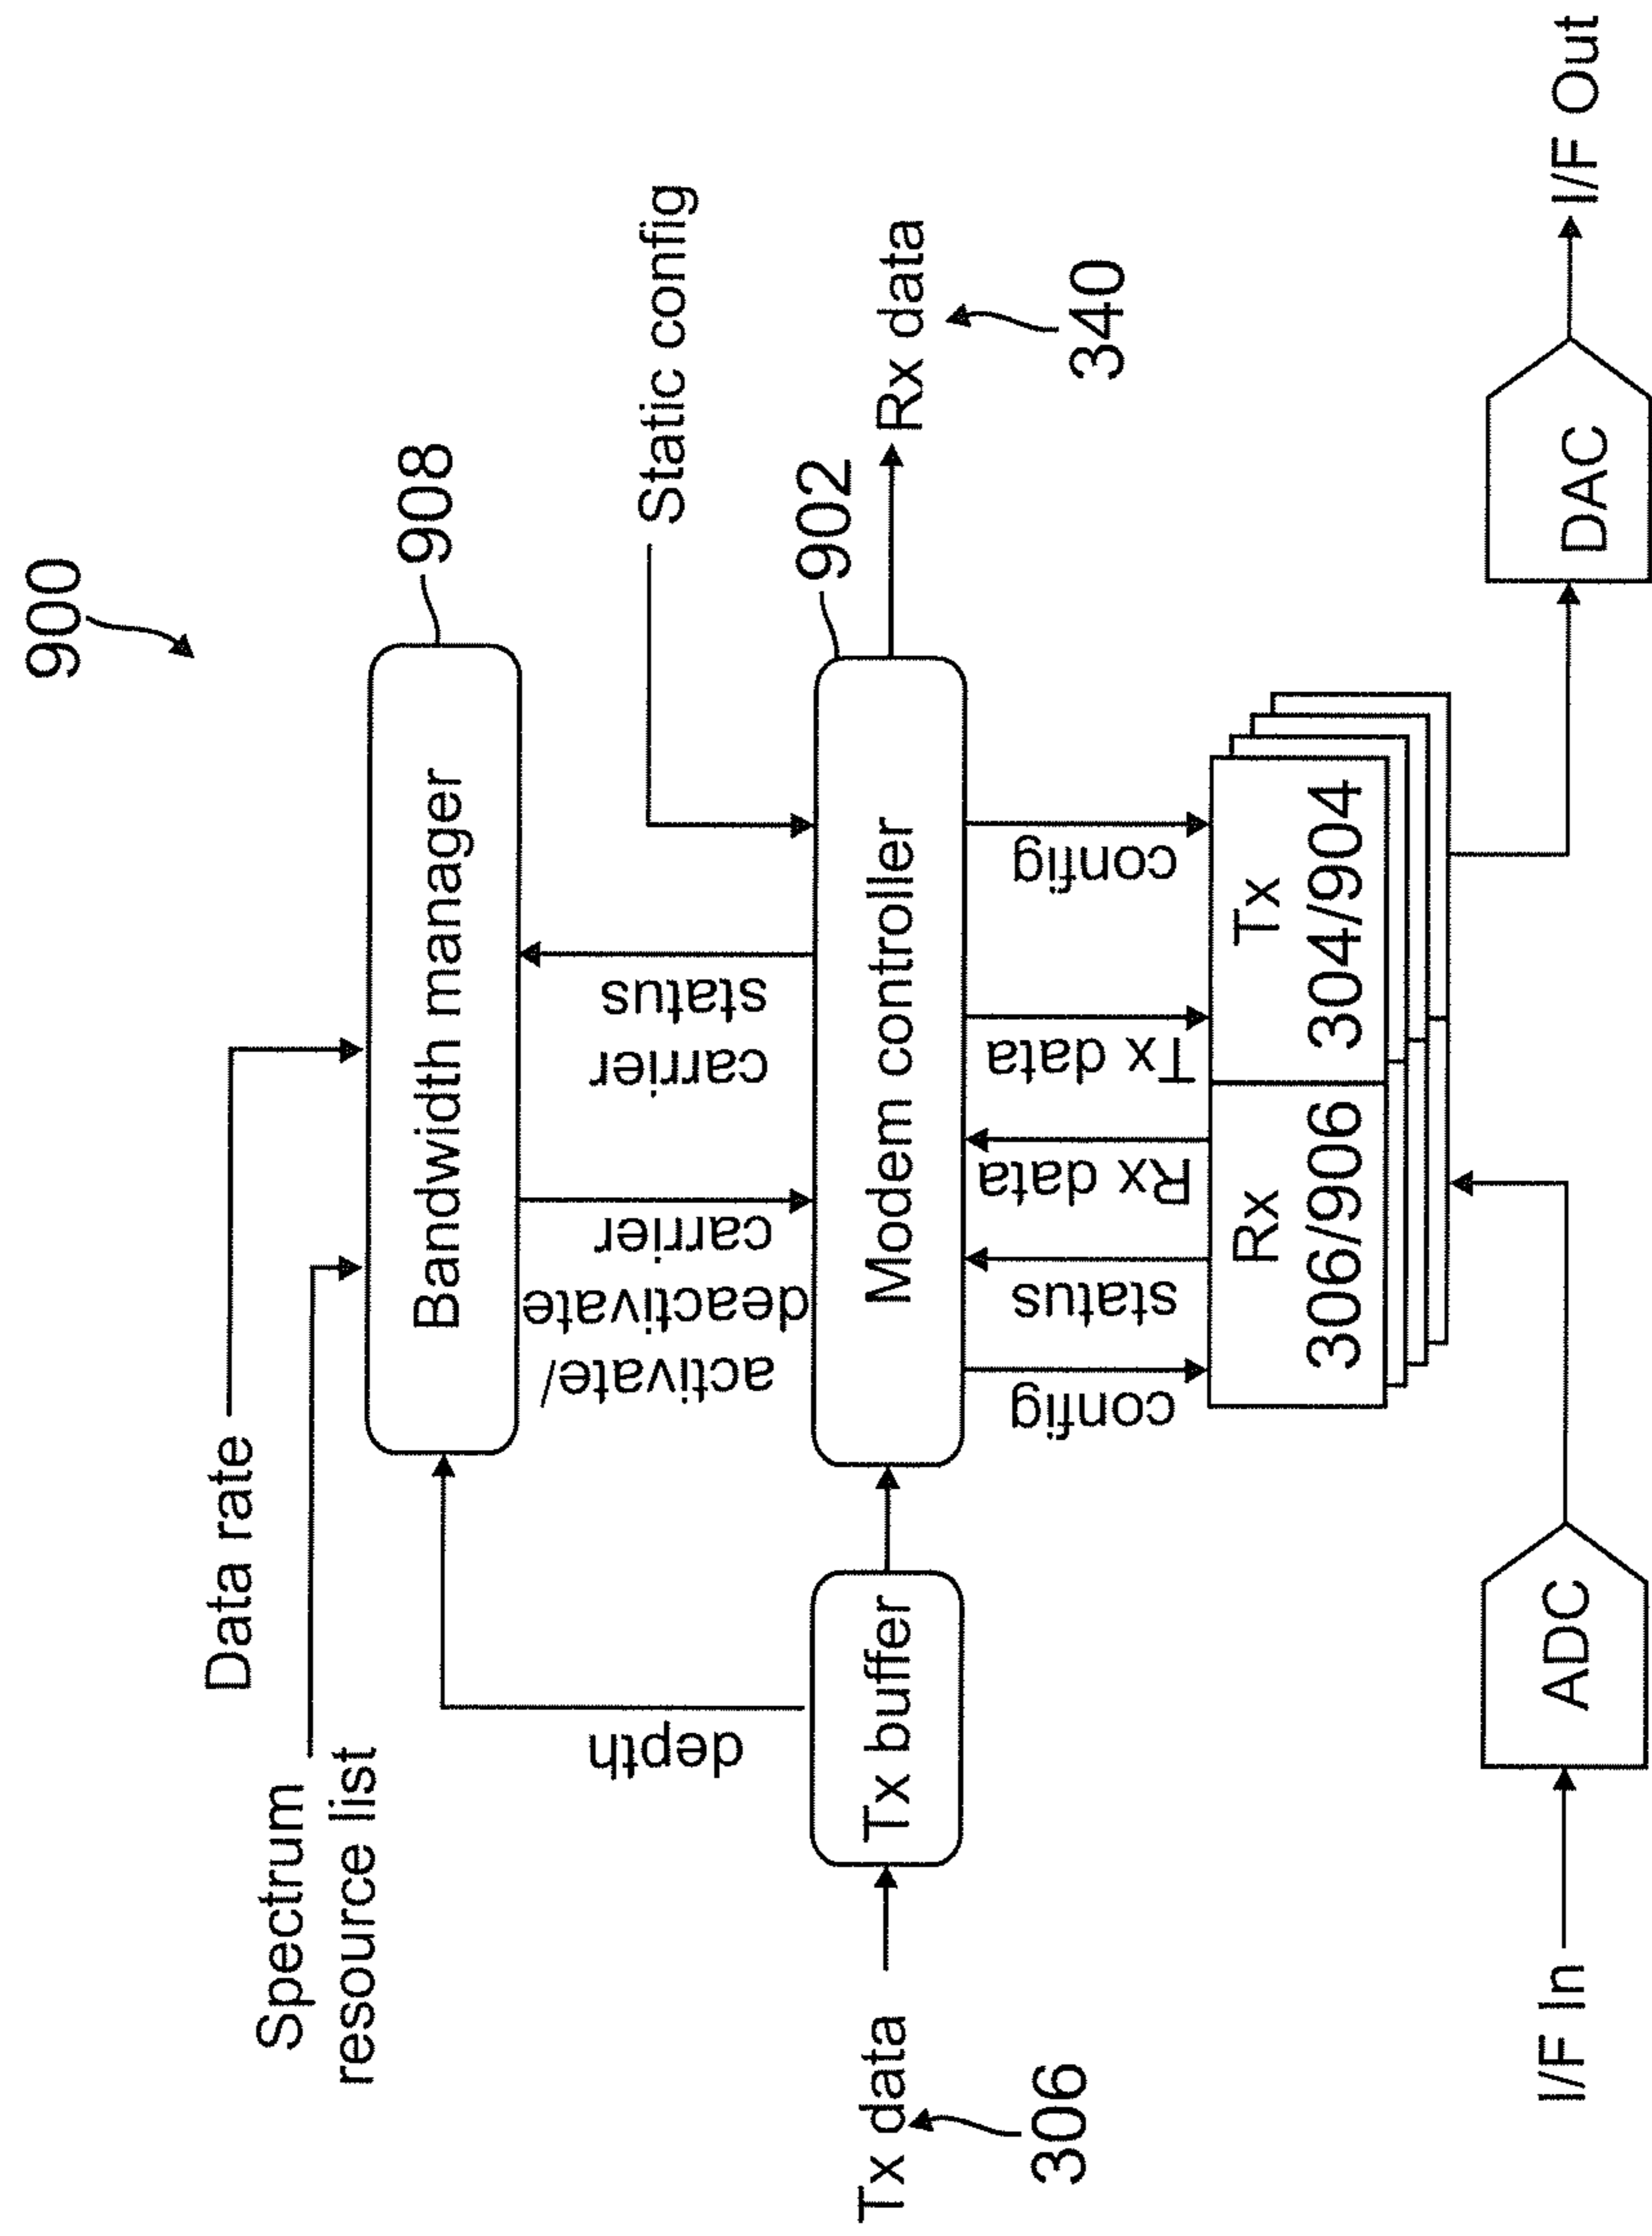 900
Data rate
Spectrum
resource list
Bandwidth manager
908
depth
activate/
deactivate
carrier
carrier
status
Static config
Tx data
306
Tx buffer
Modem controller
902
Rx data
340
config
status
Rx data
Tx data
config
Rx
306/906
Tx
304/904
I/F In
ADC
DAC
I/F Out